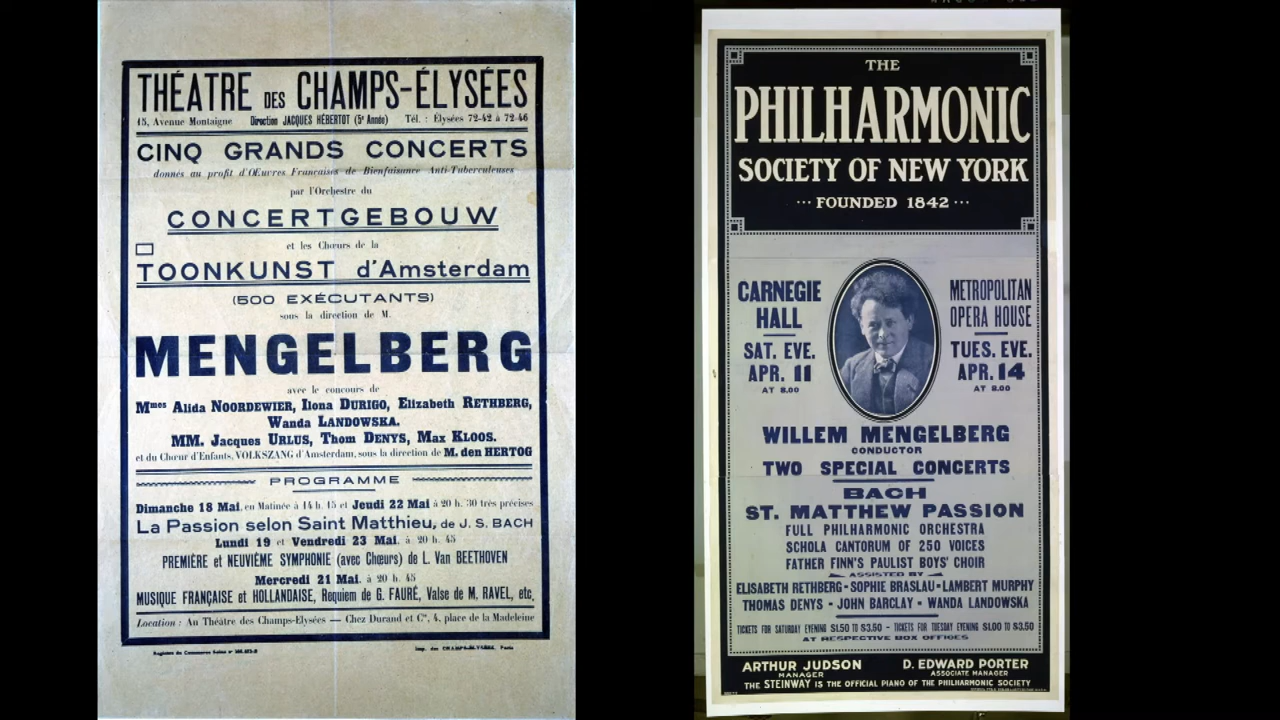 THÉATRE DES CHAMPS-ÉLYSÉES
15, Avenue Montaigne Direction JACQUES HÉBERTOT (5e Année) Tél. : Élysées 72-42 à 72-46
CINQ GRANDS CONCERTS
donnés au profit d'Œuvres Françaises de Bienfaisance Anti-Tuberculeuses
par l'Orchestre du
CONCERTGEBOUW
et les Chœurs de la
TOONKUNST d'Amsterdam
(500 EXÉCUTANTS)
sous la direction de M.
MENGELBERG
avec le concours de
Mmes Alida NOORDEWIER, Ilona DURIGO, Elizabeth RETHBERG,
Wanda LANDOWSKA.
MM. Jacques URLUS, Thom DENYS, Max KLOOS.
et du Chœur d'Enfants, VOLKSZANG d'Amsterdam, sous la direction de M. den HERTOG
PROGRAMME
Dimanche 18 Mai, en Matinée à 14 h. 45 et Jeudi 22 Mai à 20 h. 30 très précises
La Passion selon Saint Matthieu, de J. S. BACH
Lundi 19 et Vendredi 23 Mai, à 20 h. 45
PREMIÈRE et NEUVIÈME SYMPHONIE (avec Chœurs) de L. Van BEETHOVEN
Mercredi 21 Mai, à 20 h. 45
MUSIQUE FRANÇAISE et HOLLANDAISE, Requiem de G. FAURÉ, Valse de M. RAVEL, etc,
Location : Au Théatre des Champs-Elysées — Chez Durand et Cie, 4, place de la Madeleine
Registre du Commerce Seine
Imp. des CHAMPS-ÉLYSÉES, Paris
THE
PHILHARMONIC
SOCIETY OF NEW YORK
··· FOUNDED 1842 ···
CARNEGIE
HALL
SAT. EVE.
APR. 11
AT 8.00
METROPOLITAN
OPERA HOUSE
TUES. EVE.
APR. 14
AT 8.00
WILLEM MENGELBERG
CONDUCTOR
TWO SPECIAL CONCERTS
BACH
ST. MATTHEW PASSION
FULL PHILHARMONIC ORCHESTRA
SCHOLA CANTORUM OF 250 VOICES
FATHER FINN'S PAULIST BOYS' CHOIR
ASSISTED BY
ELISABETH RETHBERG - SOPHIE BRASLAU - LAMBERT MURPHY
THOMAS DENYS - JOHN BARCLAY - WANDA LANDOWSKA
TICKETS FOR SATURDAY EVENING $1.50 TO $3.50 - TICKETS FOR TUESDAY EVENING $1.00 TO $3.50
AT RESPECTIVE BOX OFFICES
ARTHUR JUDSON
MANAGER
D. EDWARD PORTER
ASSOCIATE MANAGER
THE STEINWAY IS THE OFFICIAL PIANO OF THE PHILHARMONIC SOCIETY